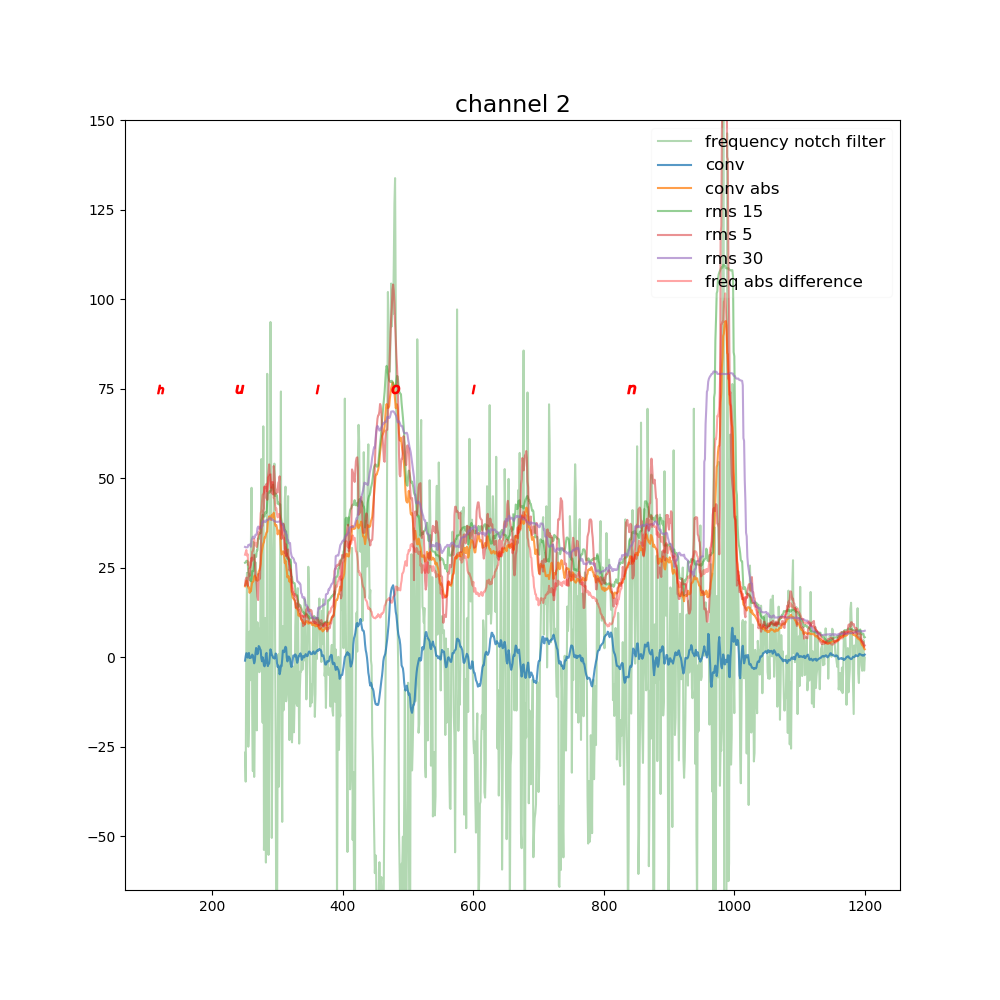 channel 2
150
125
100
75
50
25
0
−25
−50
frequency notch filter
conv
conv abs
rms 15
rms 5
rms 30
freq abs difference
h u l o l n
200 400 600 800 1000 1200